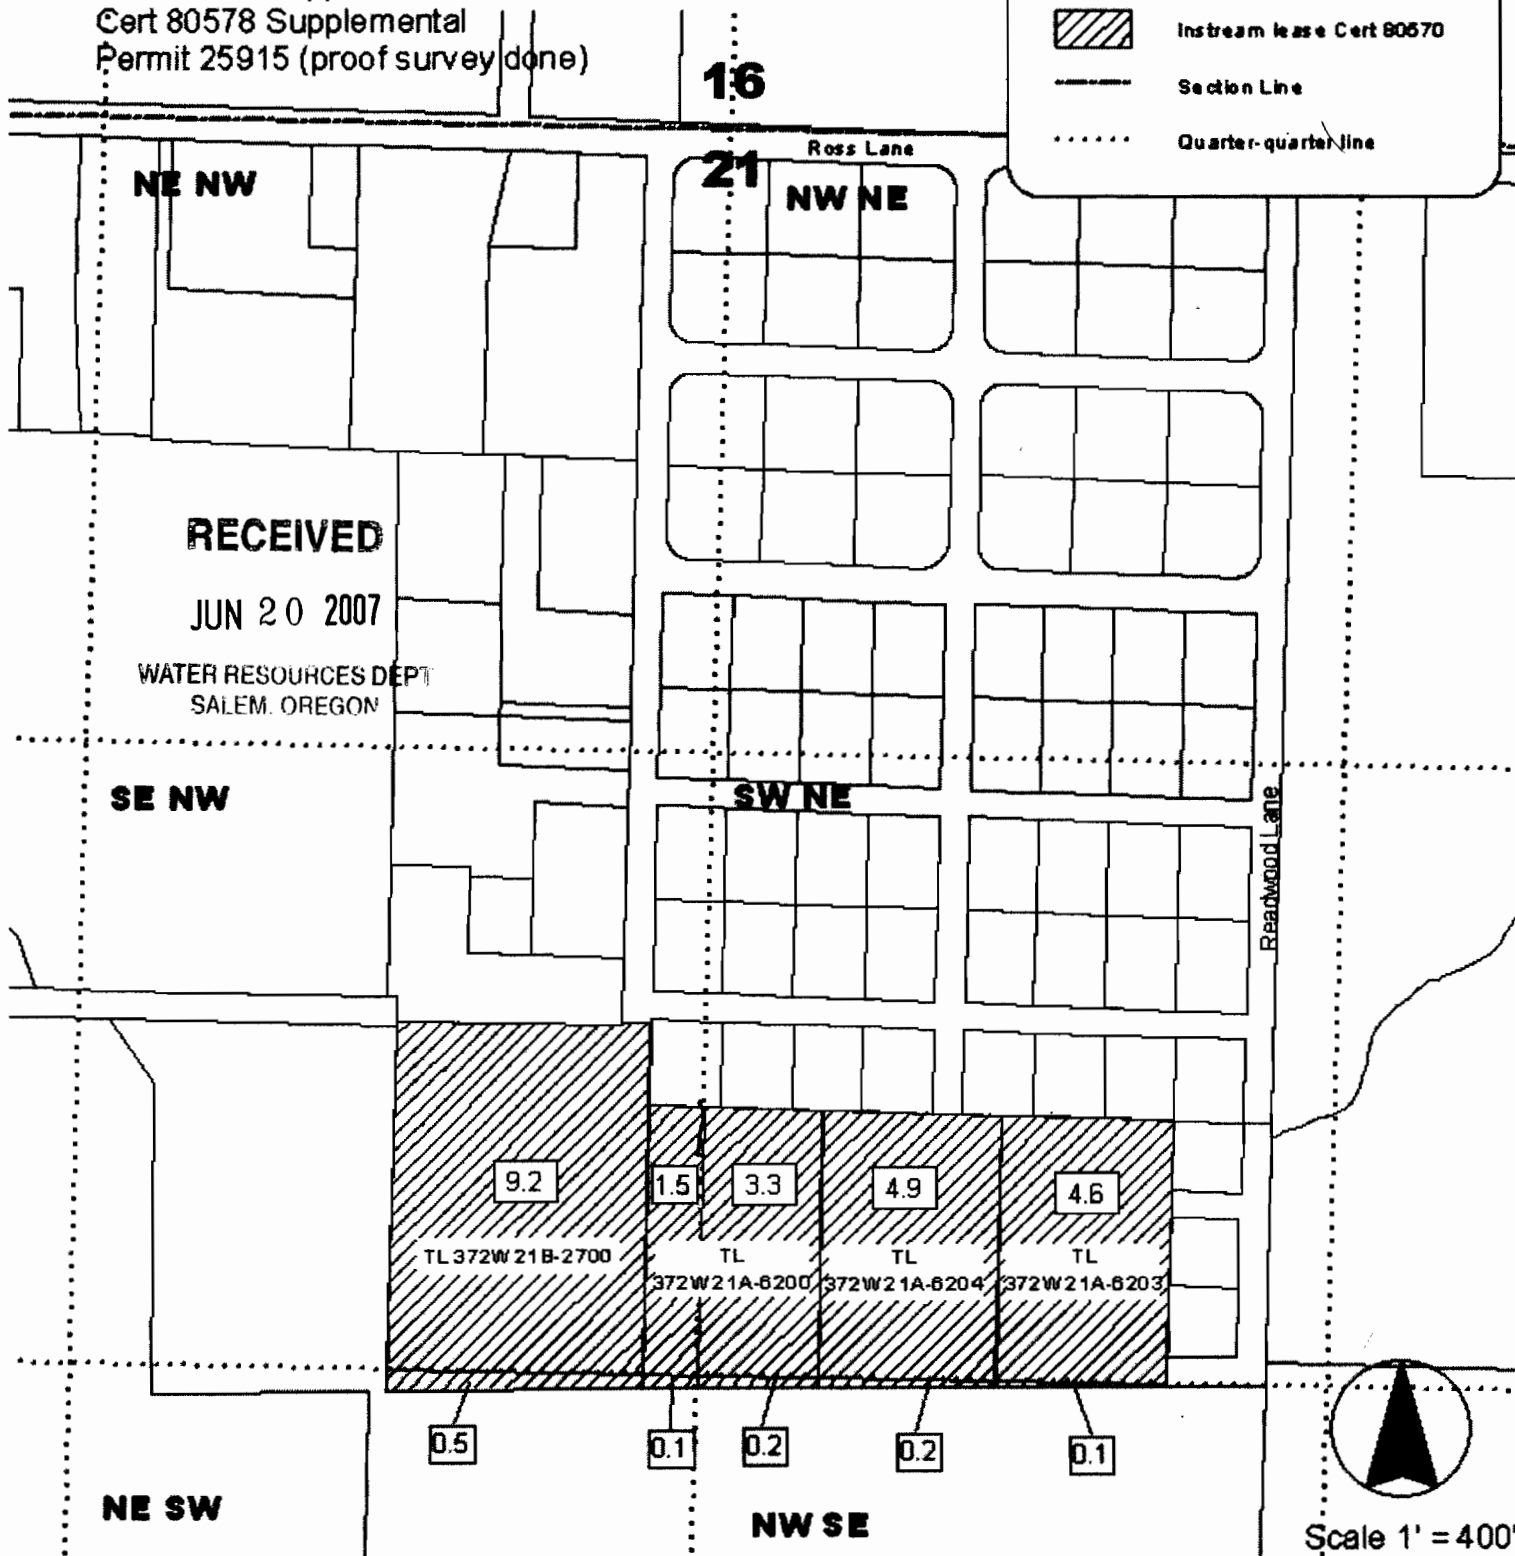 Cert 80578 Supplemental
Permit 25915 (proof survey done)
Instream lease Cert 80570
Section Line
Quarter-quarter line
16
21
Ross Lane
NE NW
NW NE
RECEIVED
JUN 20 2007
WATER RESOURCES DEPT
SALEM. OREGON
SE NW
SW NE
Readwood Lane
9.2
1.5
3.3
4.9
4.6
TL 372W21B-2700
TL
372W21A-6200
TL
372W21A-6204
TL
372W21A-6203
0.5
0.1
0.2
0.2
0.1
NE SW
NW SE
Scale 1' = 400'